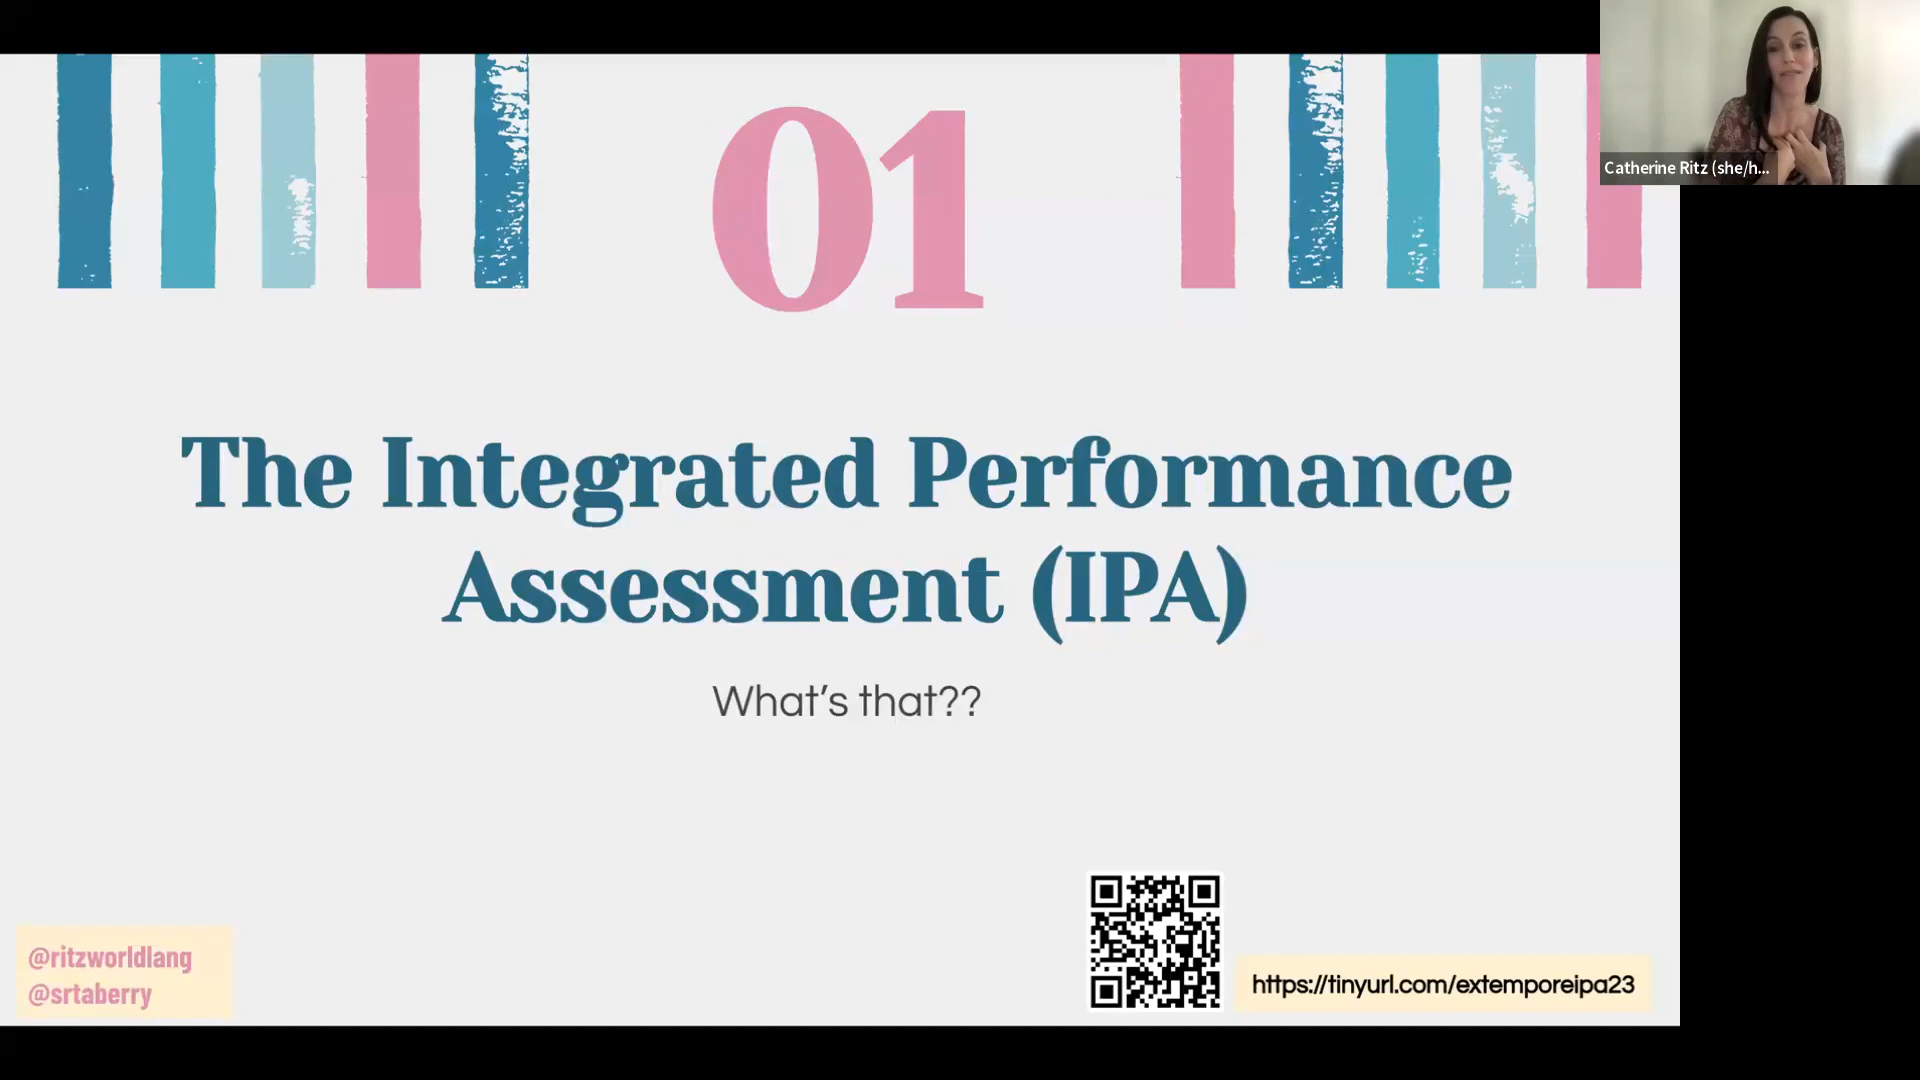 Catherine Ritz (she/h...
01
The Integrated Performance
Assessment (IPA)
What's that??
@ritzworldlang
@srtaberry
https://tinyurl.com/extemporeipa23